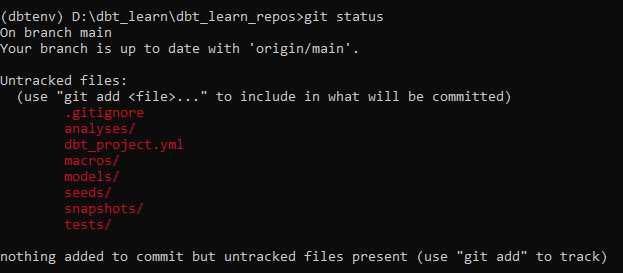 (dbtenv) D:\dbt_learn\dbt_learn_repos>git status
On branch main
Your branch is up to date with 'origin/main'.
Untracked files:
(use "git add <file>..." to include in what will be committed)
.gitignore
analyses/
dbt_project.yml
macros/
models/
seeds/
snapshots/
tests/
nothing added to commit but untracked files present (use "git add" to track)